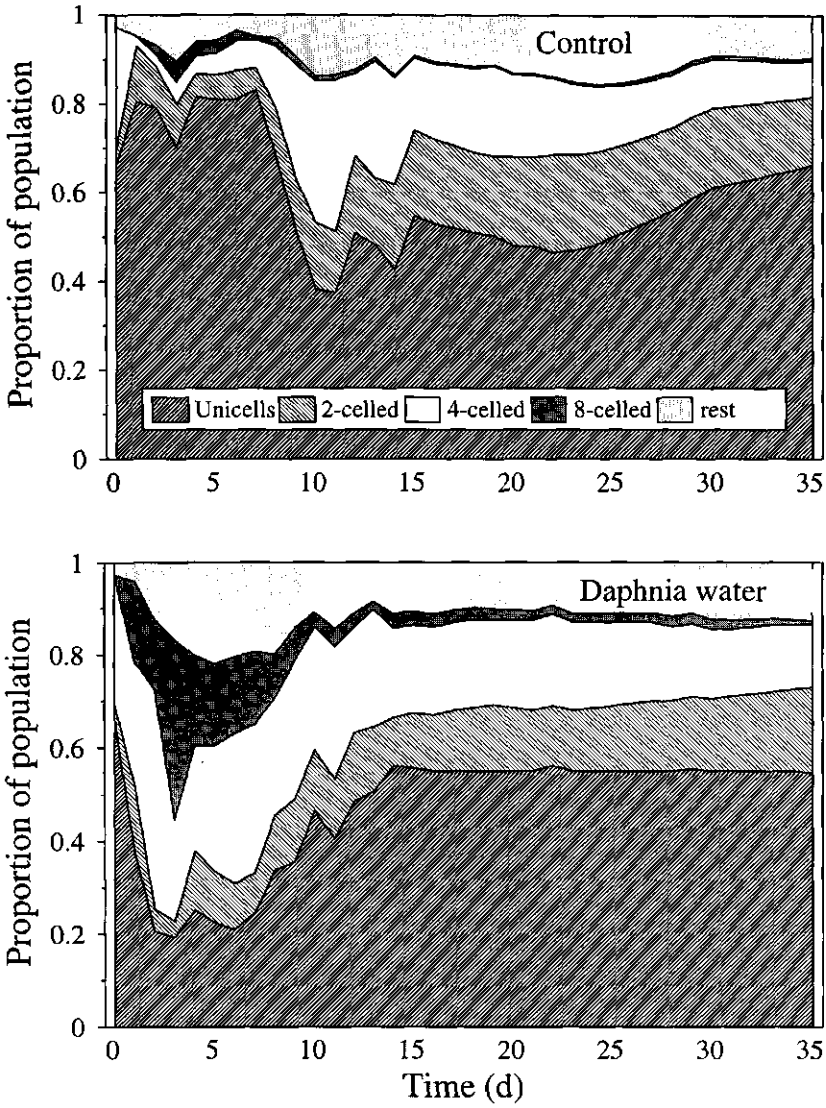 Proportion of population
1
0.8
0.6
0.4
0.2
0
Control
Unicells 2-celled 4-celled 8-celled rest
0 5 10 15 20 25 30 35
Proportion of population
1
0.8
0.6
0.4
0.2
0
Daphnia water
0 5 10 15 20 25 30 35
Time (d)